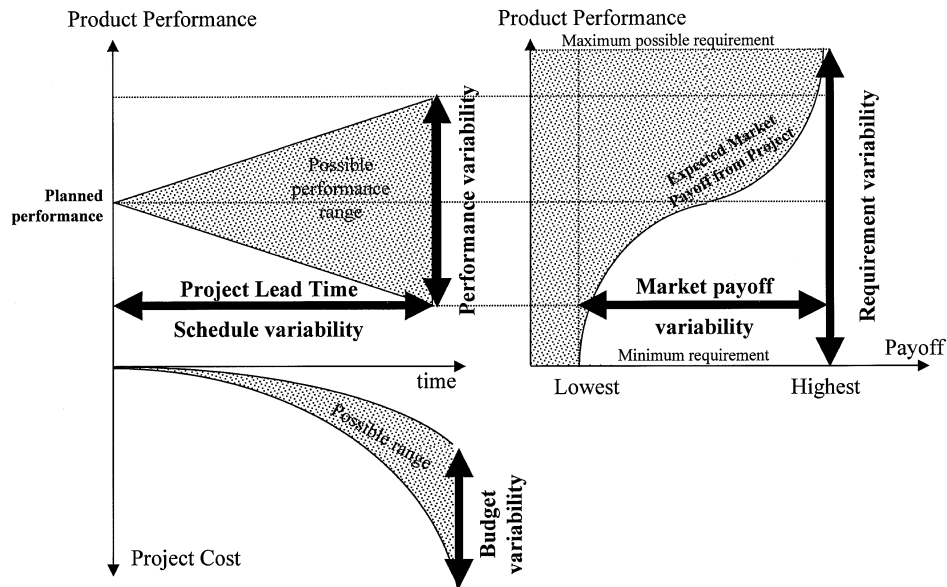 Product Performance
Possible
performance
range
Planned
performance
Performance variability
Project Lead Time
Schedule variability
time
Possible range
Budget
variability
Project Cost
Product Performance
Maximum possible requirement
Expected Market
Payoff from Project
Requirement variability
Market payoff
variability
Minimum requirement
Payoff
Lowest
Highest